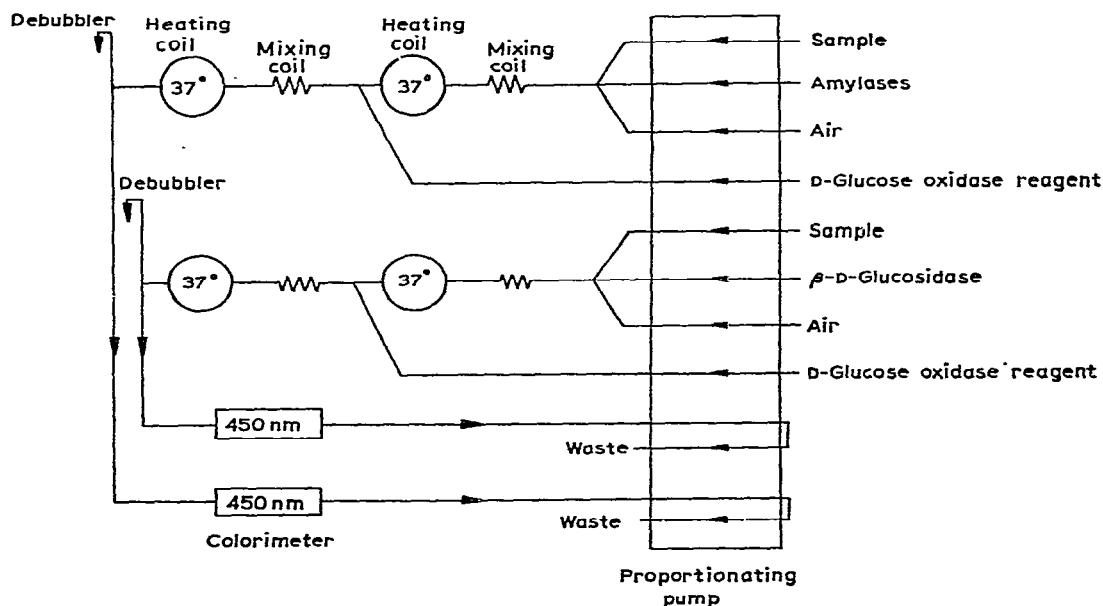 Debubbler
Heating
coil
Mixing
coil
Heating
coil
Mixing
coil
37°
37°
Sample
Amylases
Air
D-Glucose oxidase reagent
Debubbler
37°
37°
Sample
β-D-Glucosidase
Air
D-Glucose oxidase reagent
450 nm
Waste
450 nm
Waste
Colorimeter
Proportionating
pump